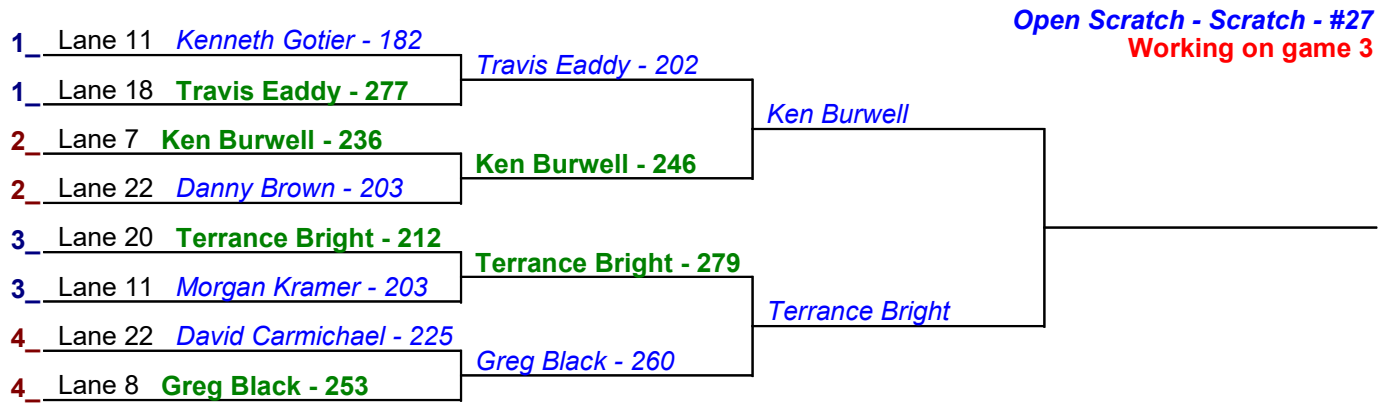 Open Scratch - Scratch - #27
Working on game 3
1_ Lane 11 Kenneth Gotier - 182
1_ Lane 18 Travis Eaddy - 277
2_ Lane 7 Ken Burwell - 236
2_ Lane 22 Danny Brown - 203
3_ Lane 20 Terrance Bright - 212
3_ Lane 11 Morgan Kramer - 203
4_ Lane 22 David Carmichael - 225
4_ Lane 8 Greg Black - 253
Travis Eaddy - 202
Ken Burwell - 246
Terrance Bright - 279
Greg Black - 260
Ken Burwell
Terrance Bright